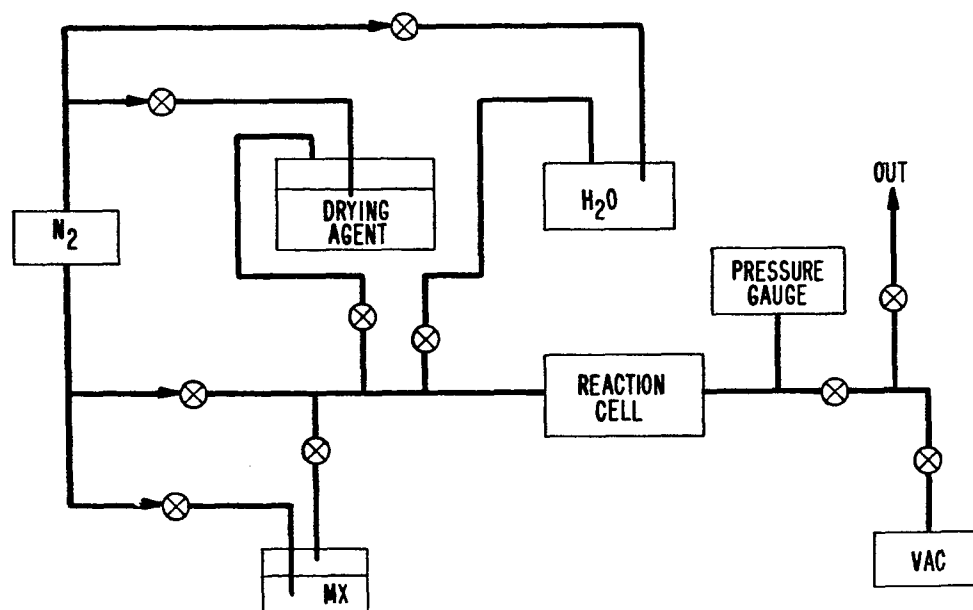 N2
DRYING
AGENT
H2O
OUT
PRESSURE
GAUGE
REACTION
CELL
MX
VAC